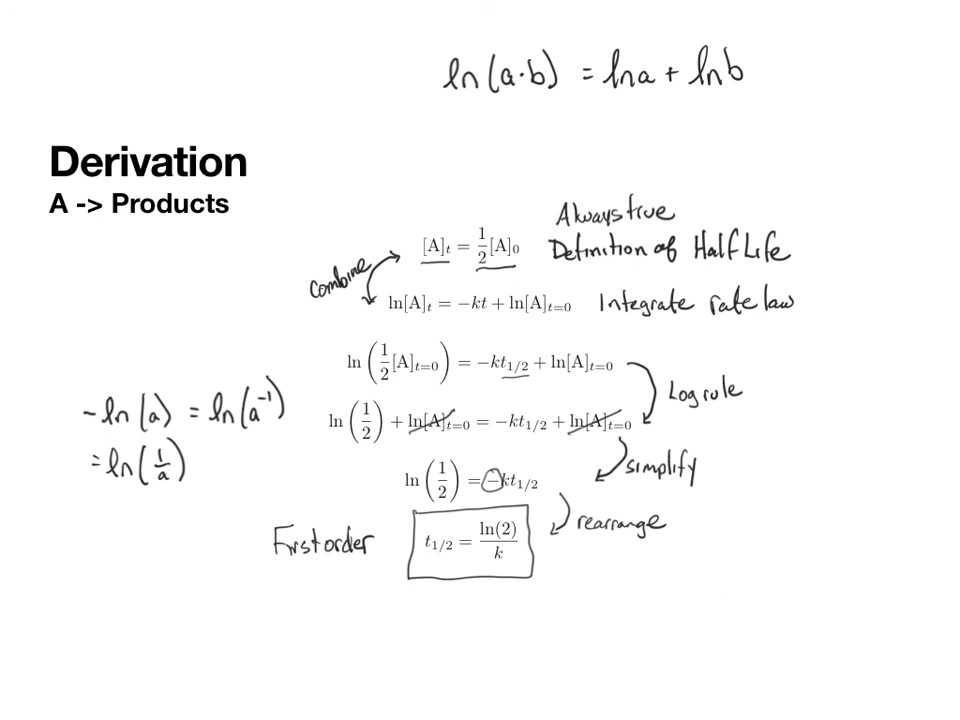 ln(a·b) = lna + lnb
Derivation
A -> Products
Always true
[A]t = 1/2[A]0 Definition of Half Life
Combine
ln[A]t = −kt + ln[A]t=0 Integrate rate law
ln(1/2[A]t=0) = −kt1/2 + ln[A]t=0
Log rule
−ln(a) = ln(a⁻¹)
ln(1/2) + ln[A]t=0 = −kt1/2 + ln[A]t=0
= ln(1/a)
simplify
ln(1/2) = −kt1/2
rearrange
First order t1/2 = ln(2)/k